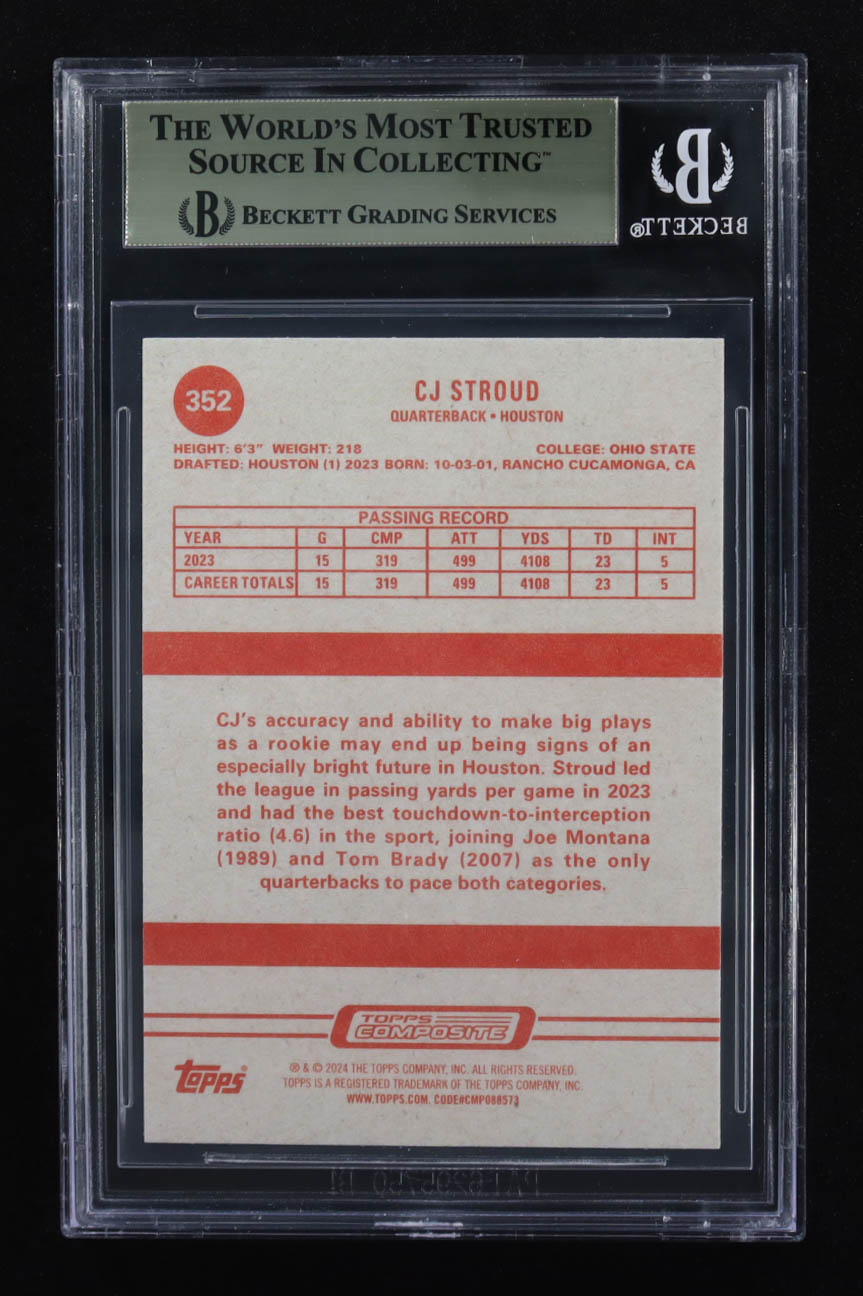 THE WORLD'S MOST TRUSTED
SOURCE IN COLLECTING™
B BECKETT GRADING SERVICES
B
BECKETT®
352
CJ STROUD
QUARTERBACK • HOUSTON
HEIGHT: 6'3" WEIGHT: 218 COLLEGE: OHIO STATE
DRAFTED: HOUSTON (1) 2023 BORN: 10-03-01, RANCHO CUCAMONGA, CA
PASSING RECORD
YEAR G CMP ATT YDS TD INT
2023 15 319 499 4108 23 5
CAREER TOTALS 15 319 499 4108 23 5
CJ's accuracy and ability to make big plays
as a rookie may end up being signs of an
especially bright future in Houston. Stroud led
the league in passing yards per game in 2023
and had the best touchdown-to-interception
ratio (4.6) in the sport, joining Joe Montana
(1989) and Tom Brady (2007) as the only
quarterbacks to pace both categories.
TOPPS
COMPOSITE
topps®
® & © 2024 THE TOPPS COMPANY, INC. ALL RIGHTS RESERVED.
TOPPS IS A REGISTERED TRADEMARK OF THE TOPPS COMPANY, INC.
WWW.TOPPS.COM. CODE#CMP088573